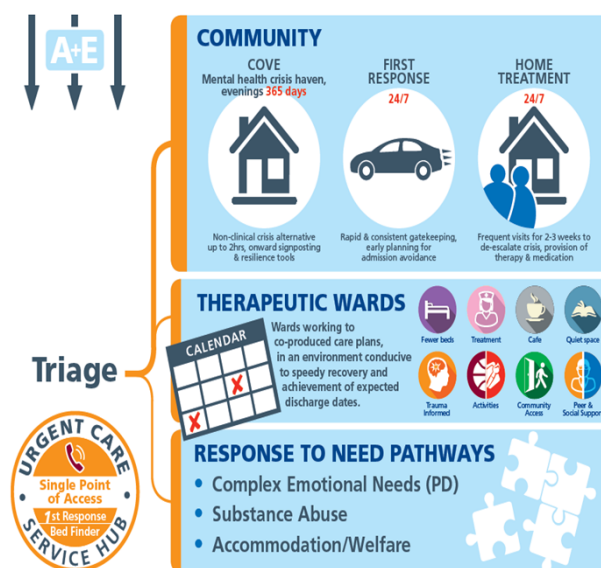 A+E
COMMUNITY
COVE
Mental health crisis haven,
evenings 365 days
Non-clinical crisis alternative
up to 2hrs, onward signposting
& resilience tools
FIRST
RESPONSE
24/7
Rapid & consistent gatekeeping,
early planning for
admission avoidance
HOME
TREATMENT
24/7
Frequent visits for 2-3 weeks to
de-escalate crisis, provision of
therapy & medication
THERAPEUTIC WARDS
CALENDAR
Wards working to
co-produced care plans,
in an environment conducive
to speedy recovery and
achievement of expected
discharge dates.
Fewer beds
Treatment
Cafe
Quiet space
Trauma
Informed
Activities
Community
Access
Peer &
Social Support
Triage
URGENT CARE
Single Point
of Access
1st Response
Bed Finder
SERVICE HUB
RESPONSE TO NEED PATHWAYS
• Complex Emotional Needs (PD)
• Substance Abuse
• Accommodation/Welfare